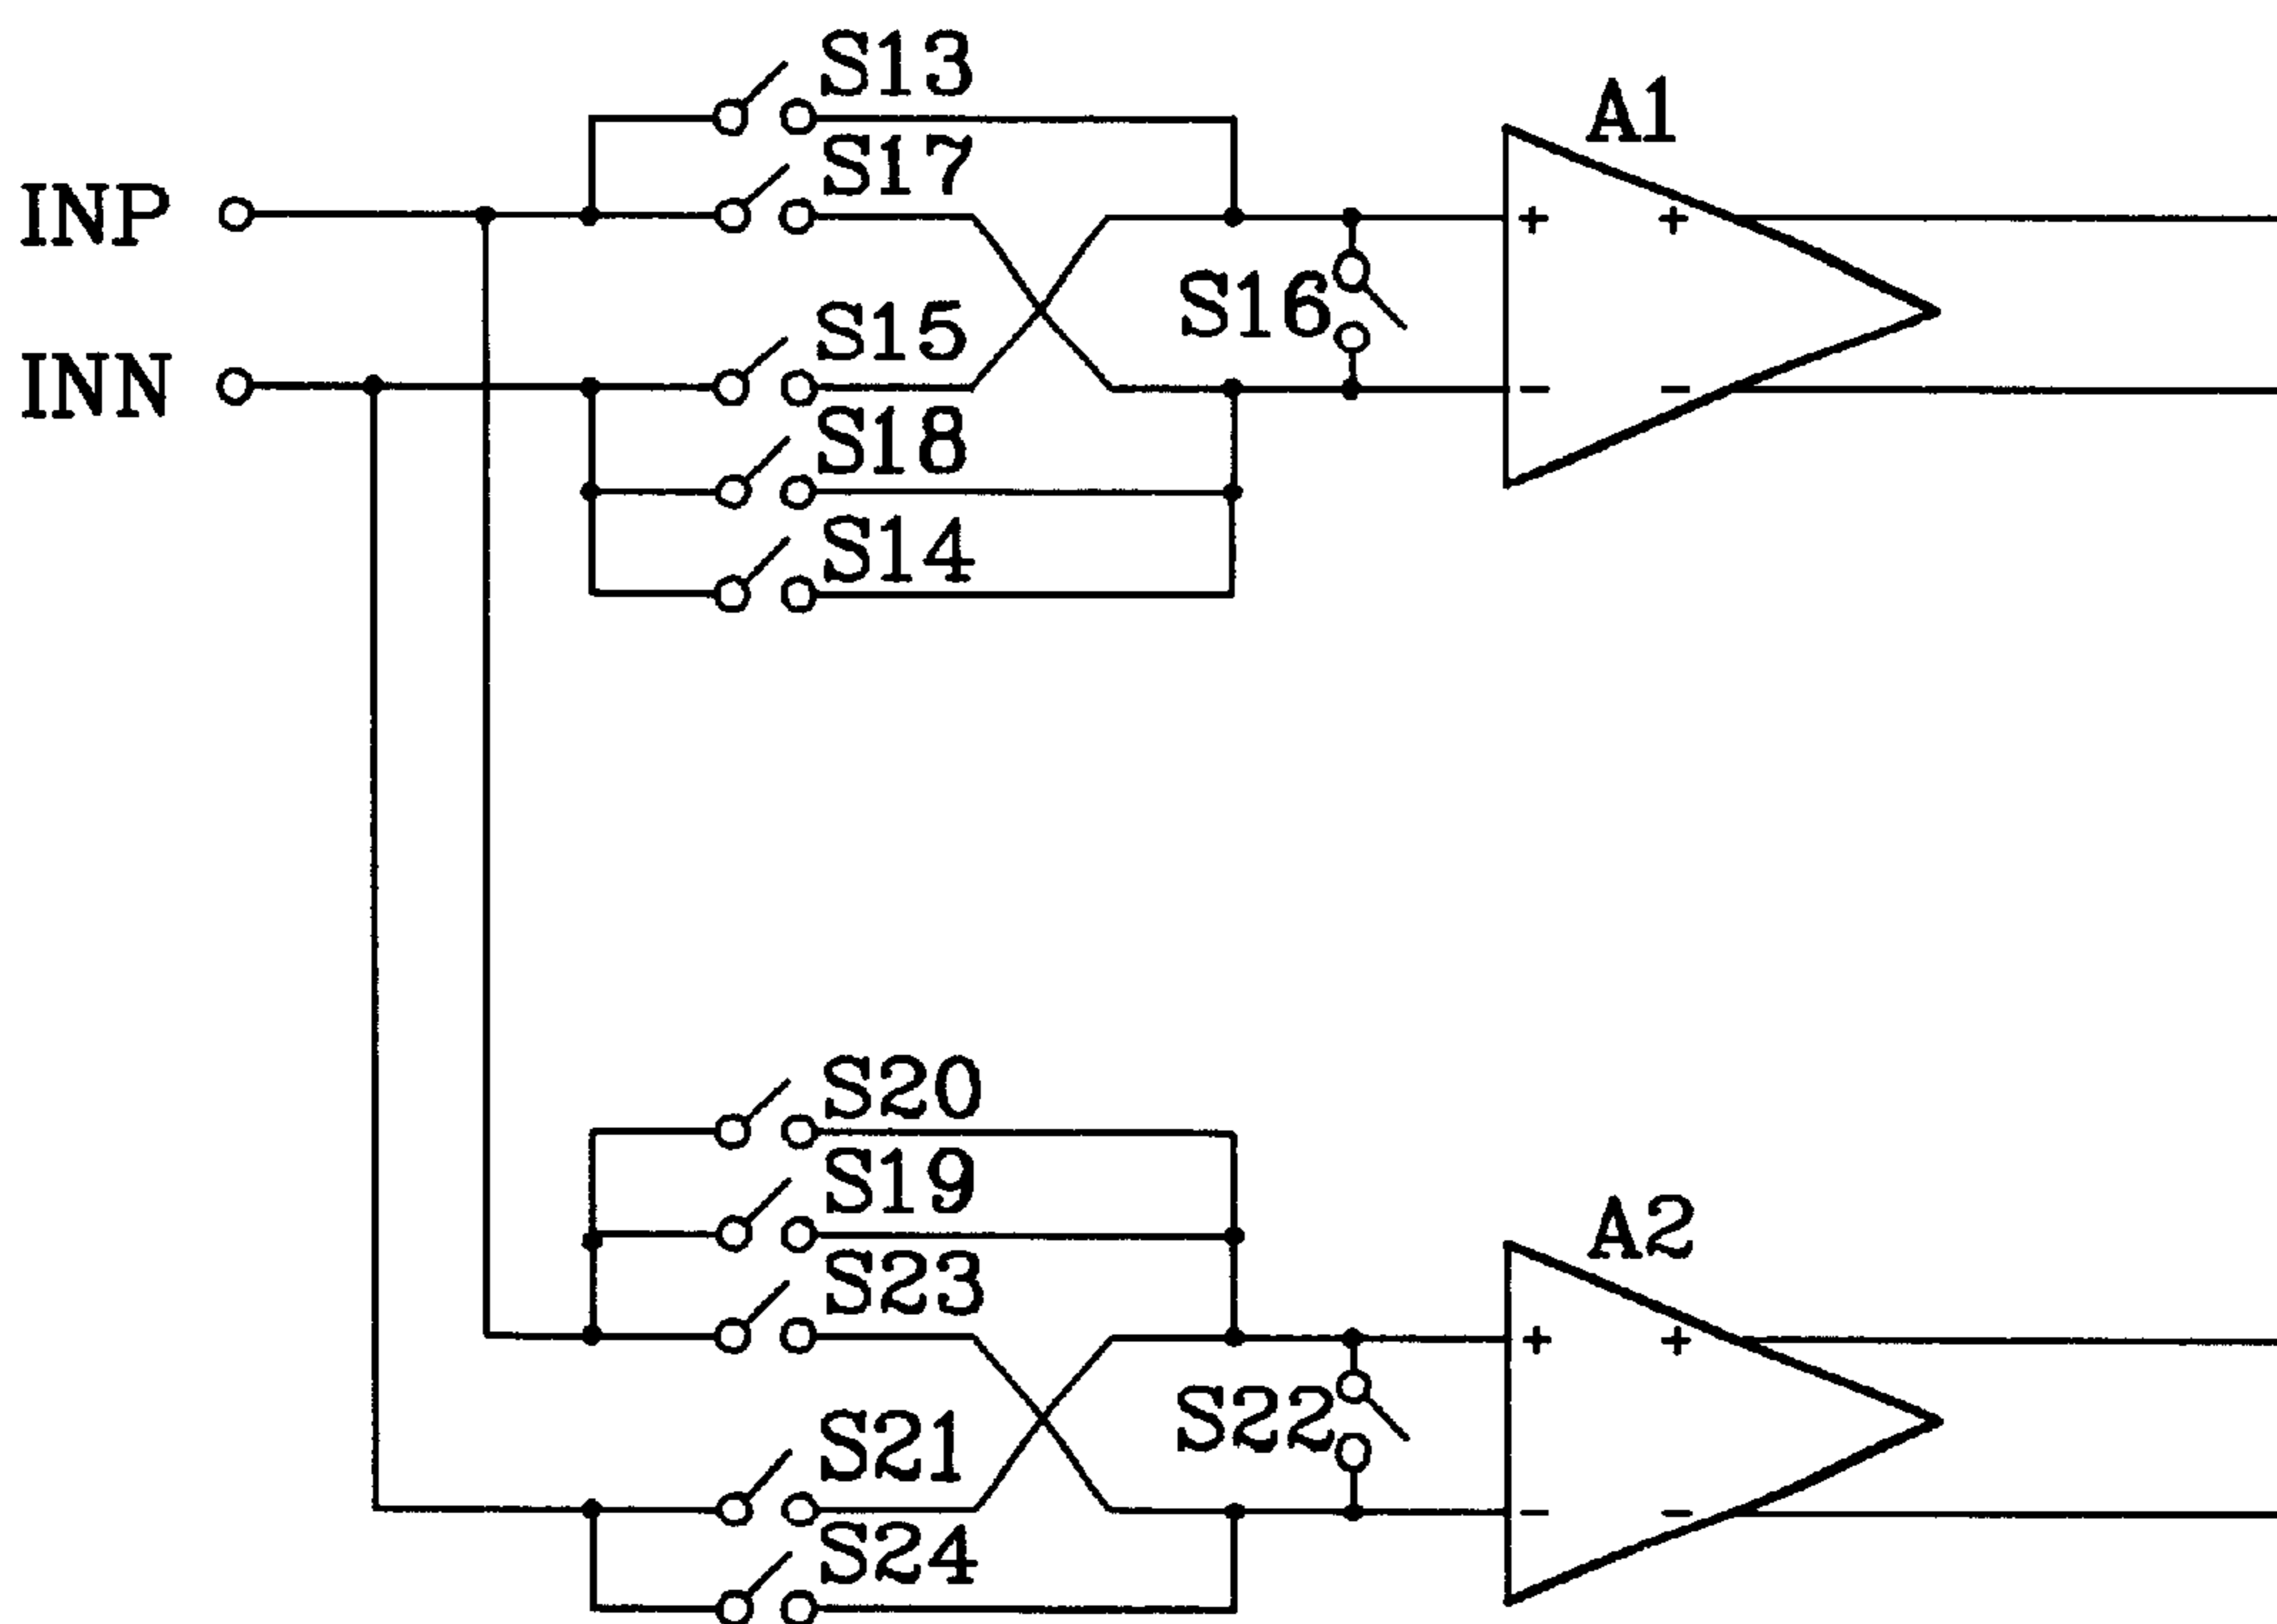 S13
A1
S17
INP
+ +
S16
S15
INN
- -
S18
S14
S20
S19
A2
S23
+ +
S22
S21
- -
S24